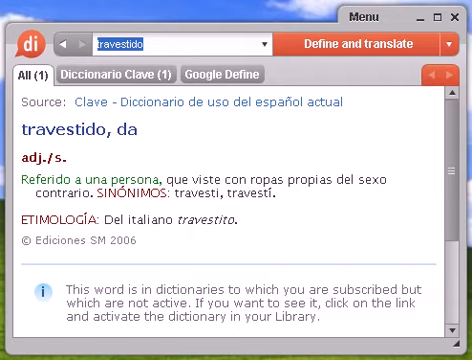 Menu
di
travestido
Define and translate
All (1)
Diccionario Clave (1)
Google Define
Source: Clave - Diccionario de uso del español actual
travestido, da
adj./s.
Referido a una persona, que viste con ropas propias del sexo
contrario. SINÓNIMOS: travesti, travestí.
ETIMOLOGÍA: Del italiano travestito.
© Ediciones SM 2006
i
This word is in dictionaries to which you are subscribed but
which are not active. If you want to see it, click on the link
and activate the dictionary in your Library.